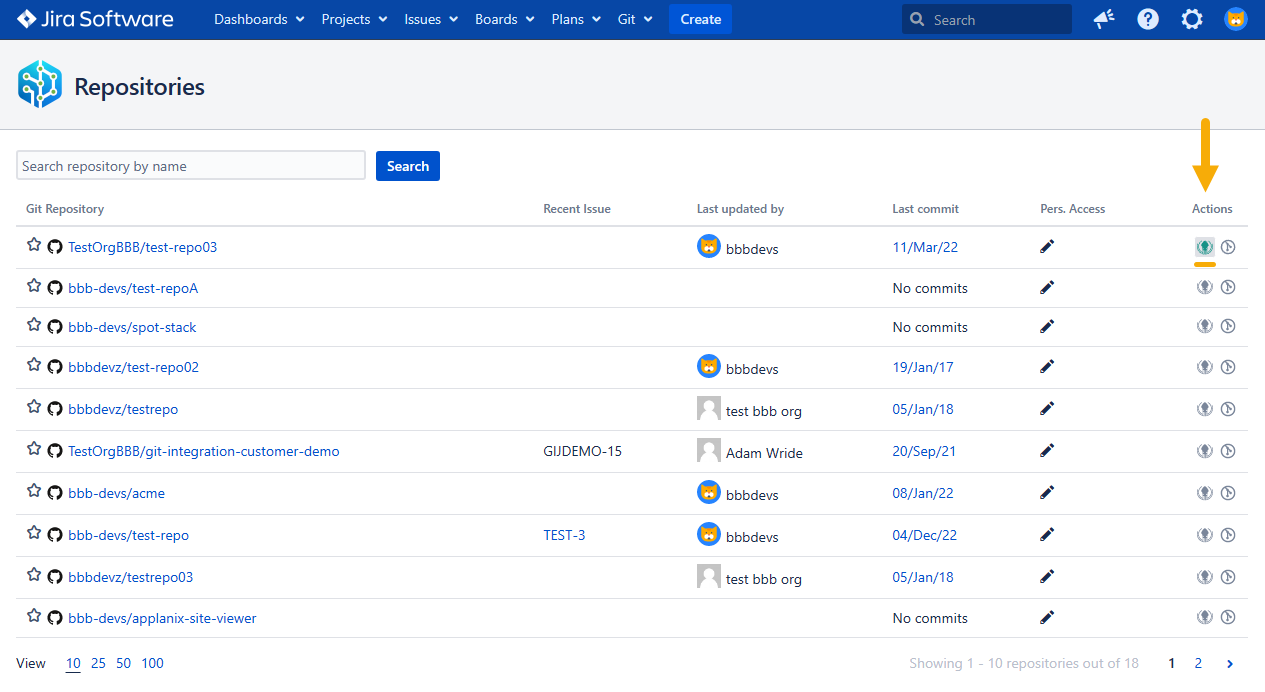 Jira Software Dashboards Projects Issues Boards Plans Git Create Search
Repositories
Search repository by name Search
Git Repository Recent Issue Last updated by Last commit Pers. Access Actions
TestOrgBBB/test-repo03 bbbdevs 11/Mar/22
bbb-devs/test-repoA No commits
bbb-devs/spot-stack No commits
bbbdevz/test-repo02 bbbdevs 19/Jan/17
bbbdevz/testrepo test bbb org 05/Jan/18
TestOrgBBB/git-integration-customer-demo GIJDEMO-15 Adam Wride 20/Sep/21
bbb-devs/acme bbbdevs 08/Jan/22
bbb-devs/test-repo TEST-3 bbbdevs 04/Dec/22
bbbdevz/testrepo03 test bbb org 05/Jan/18
bbb-devs/applanix-site-viewer No commits
View 10 25 50 100 Showing 1 - 10 repositories out of 18 1 2